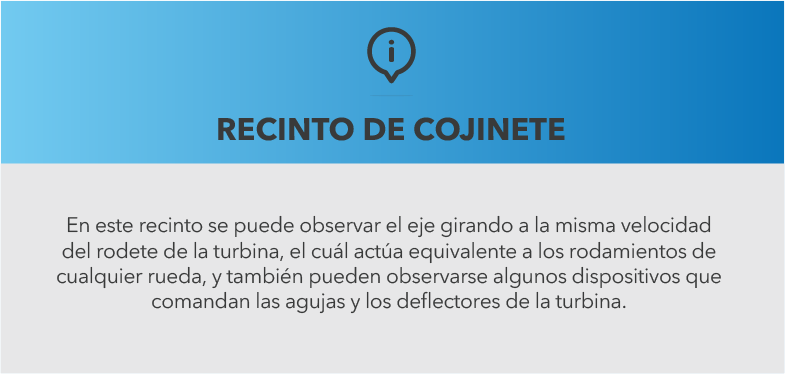 RECINTO DE COJINETE
En este recinto se puede observar el eje girando a la misma velocidad
del rodete de la turbina, el cuál actúa equivalente a los rodamientos de
cualquier rueda, y también pueden observarse algunos dispositivos que
comandan las agujas y los deflectores de la turbina.